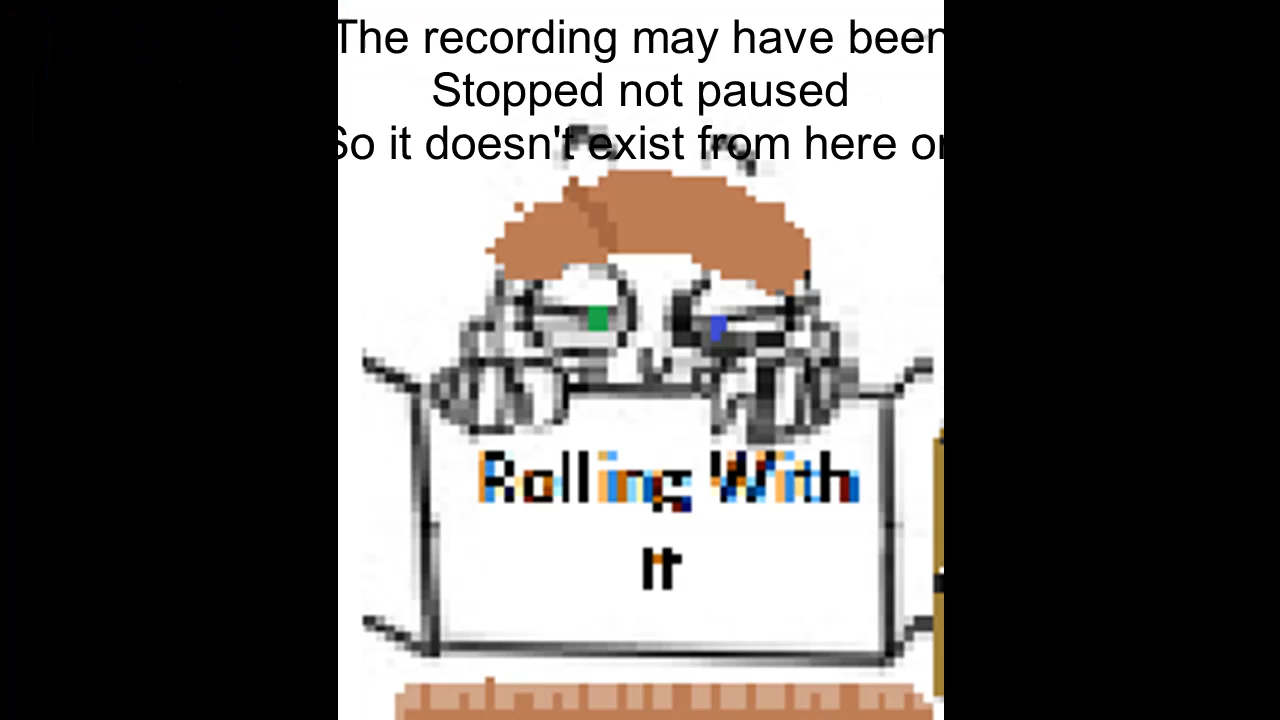 The recording may have been
Stopped not paused
So it doesn't exist from here on
Rolling With
It